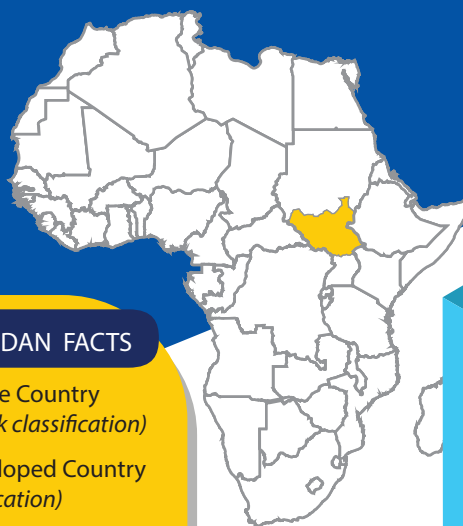 DAN FACTS
e Country
k classification)
loped Country
cation)